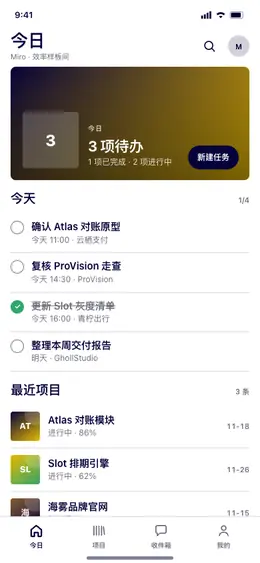 9:41
今日
Miro · 效率样板间
M
今日
3
3 项待办
1 项已完成 · 2 项进行中
新建任务
今天
1/4
确认 Atlas 对账原型
今天 11:00 · 云栖支付
复核 ProVision 走查
今天 14:30 · ProVision
更新 Slot 灰度清单
今天 16:00 · 青柠出行
整理本周交付报告
明天 · GhollStudio
最近项目
3 条
AT
Atlas 对账模块
进行中 · 86%
11-18
SL
Slot 排期引擎
进行中 · 62%
11-26
海
海雾品牌官网
11-15
今日
项目
收件箱
我的